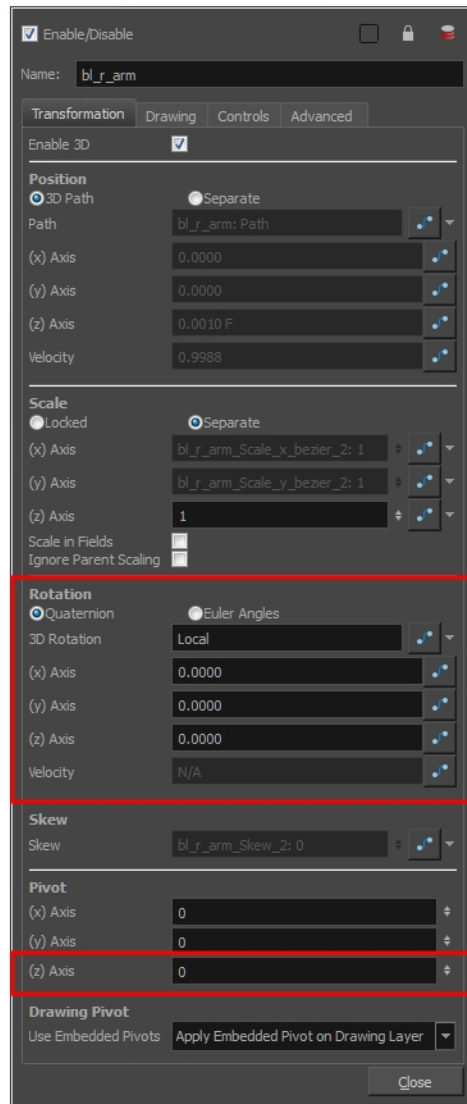 Enable/Disable
Name: bl_r_arm
Transformation Drawing Controls Advanced
Enable 3D
Position
3D Path Separate
Path bl_r_arm: Path
(x) Axis 0.0000
(y) Axis 0.0000
(z) Axis 0.0010 F
Velocity 0.9988
Scale
Locked Separate
(x) Axis bl_r_arm_Scale_x_bezier_2: 1
(y) Axis bl_r_arm_Scale_y_bezier_2: 1
(z) Axis 1
Scale in Fields
Ignore Parent Scaling
Rotation
Quaternion Euler Angles
3D Rotation Local
(x) Axis 0.0000
(y) Axis 0.0000
(z) Axis 0.0000
Velocity N/A
Skew
Skew bl_r_arm_Skew_2: 0
Pivot
(x) Axis 0
(y) Axis 0
(z) Axis 0
Drawing Pivot
Use Embedded Pivots Apply Embedded Pivot on Drawing Layer
Close